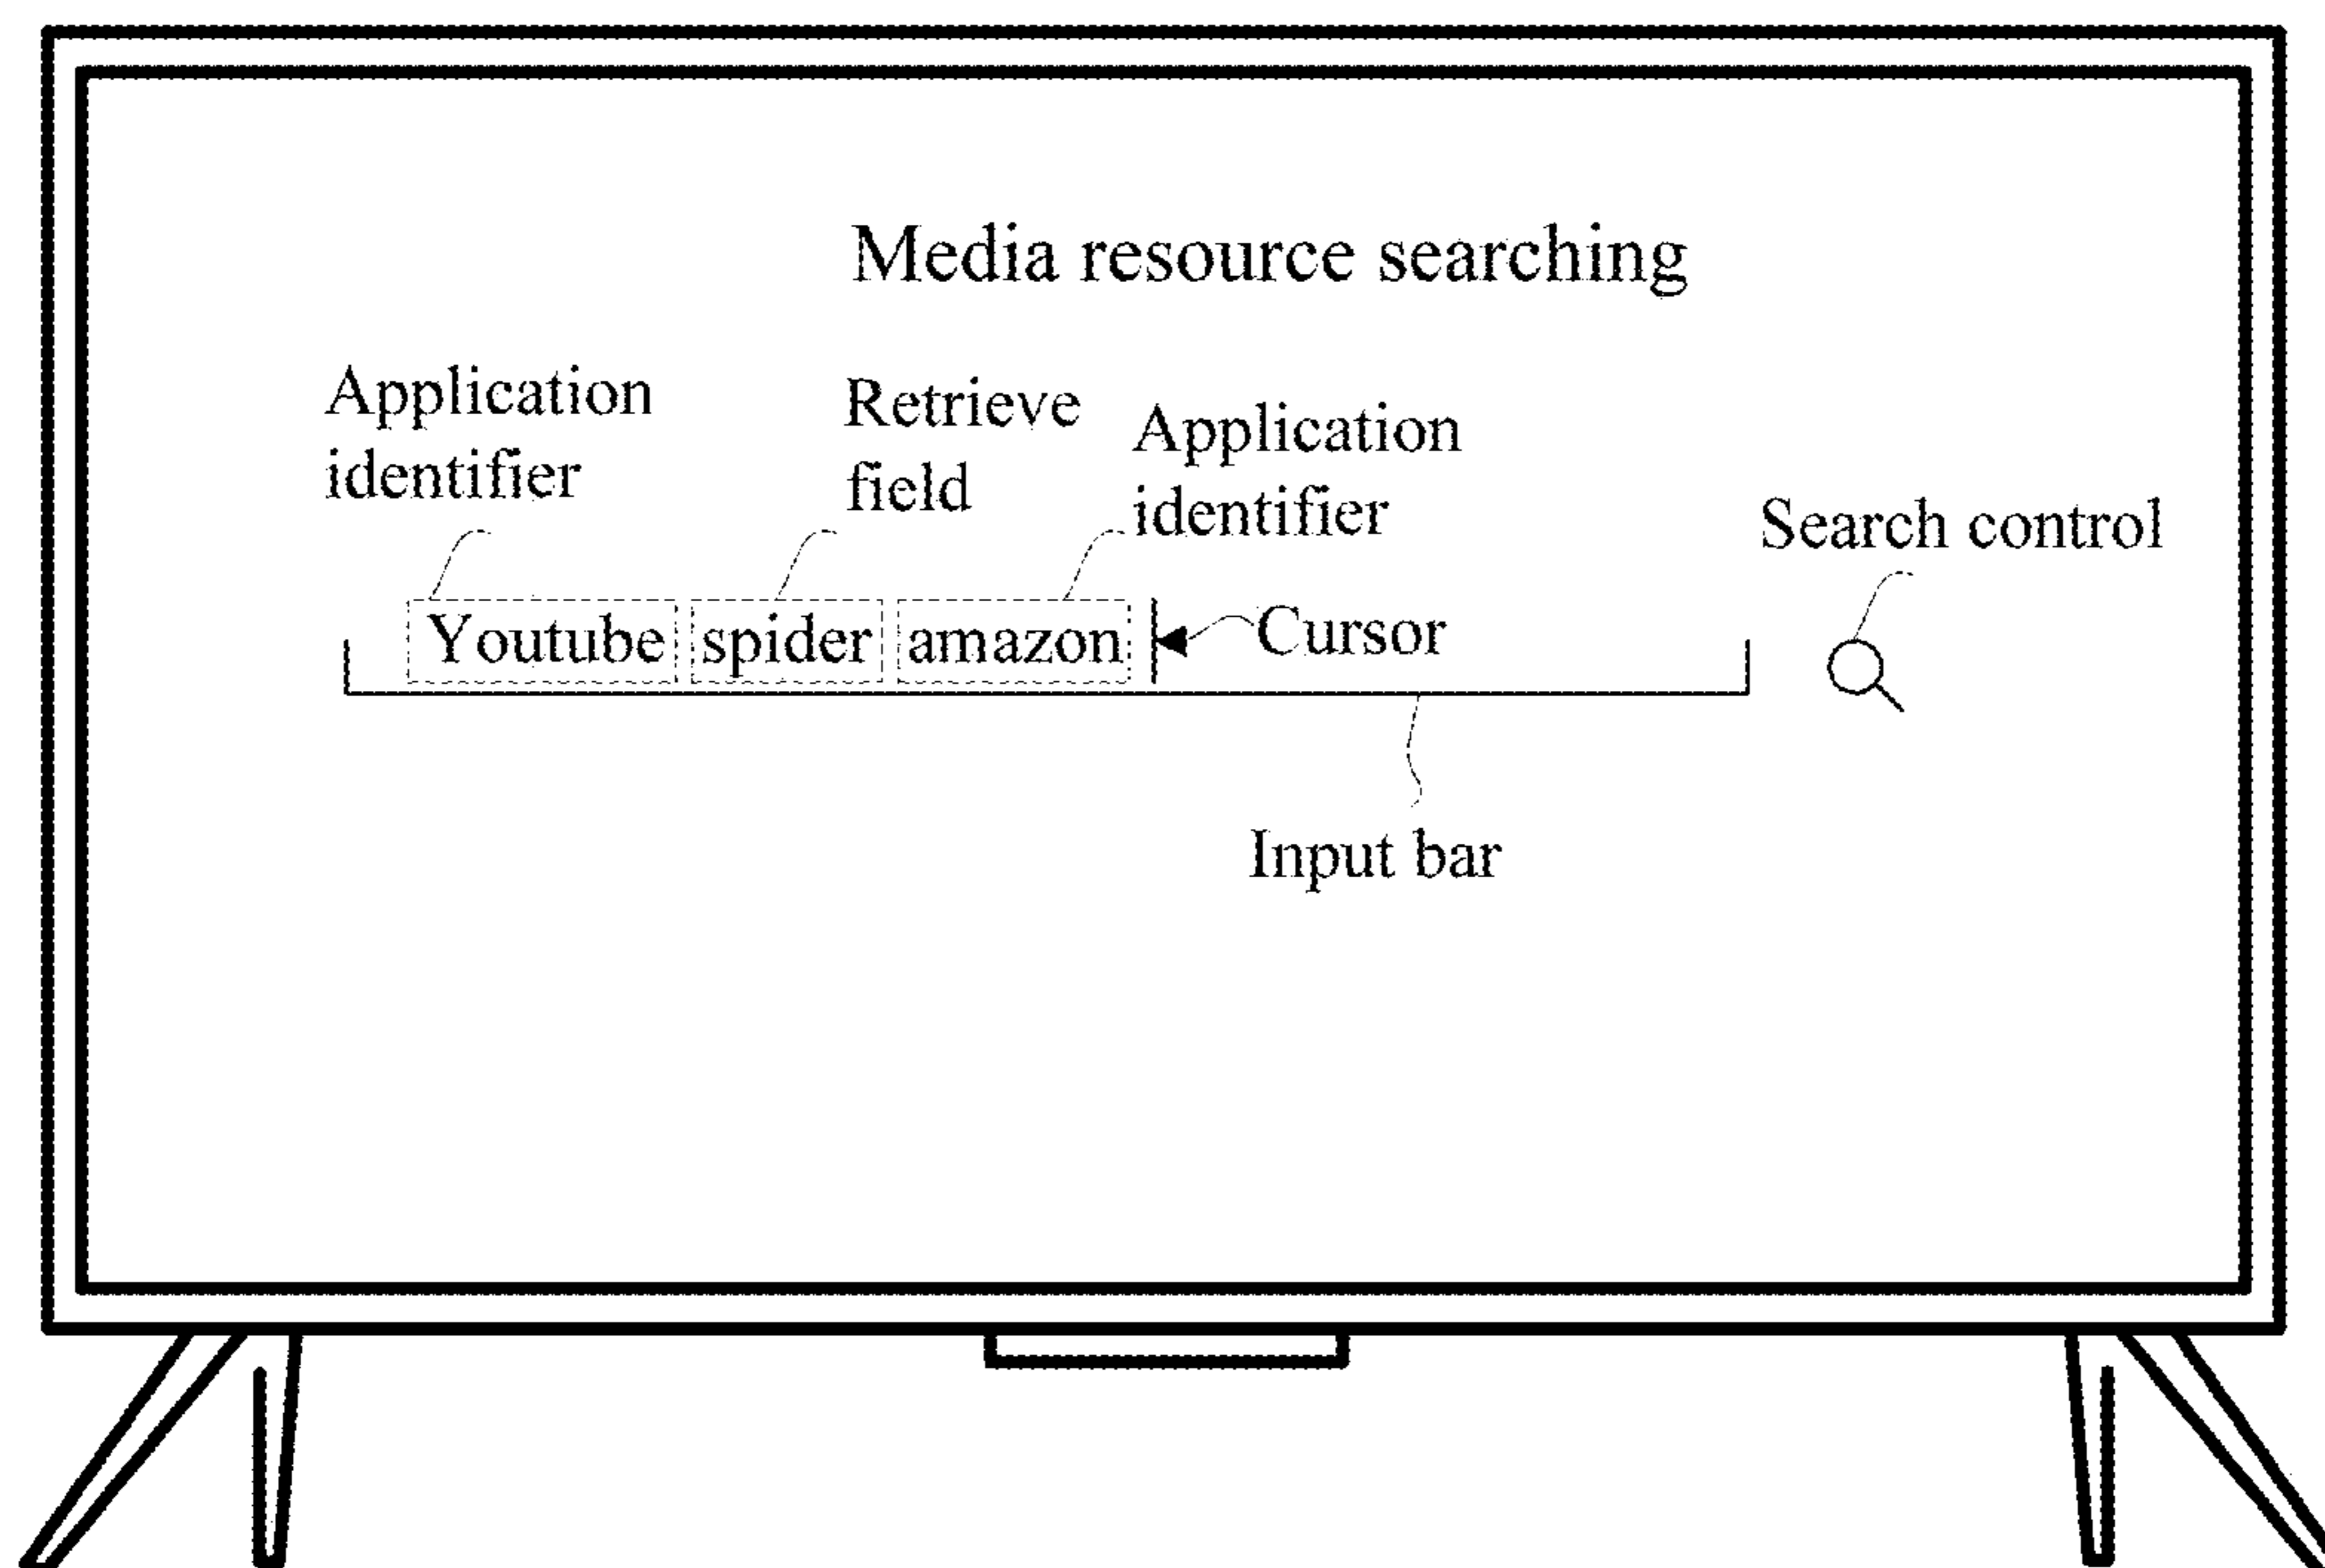 Media resource searching
Application
identifier
Retrieve
field
Application
identifier
Search control
Youtube spider amazon Cursor
Input bar